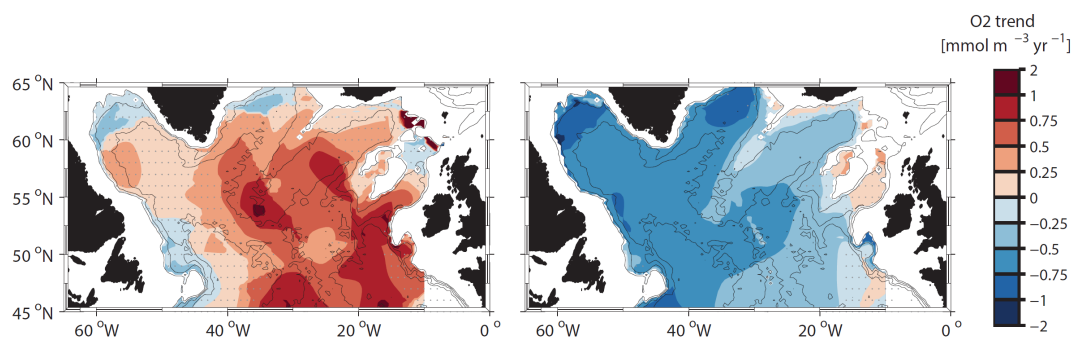 O2 trend
[mmol m ⁻³ yr ⁻¹]
65 °N
60 °N
55 °N
50 °N
45 °N
60 °W
40 °W
20 °W
0 °
60 °W
40 °W
20 °W
0 °
2
1
0.75
0.5
0.25
0
−0.25
−0.5
−0.75
−1
−2